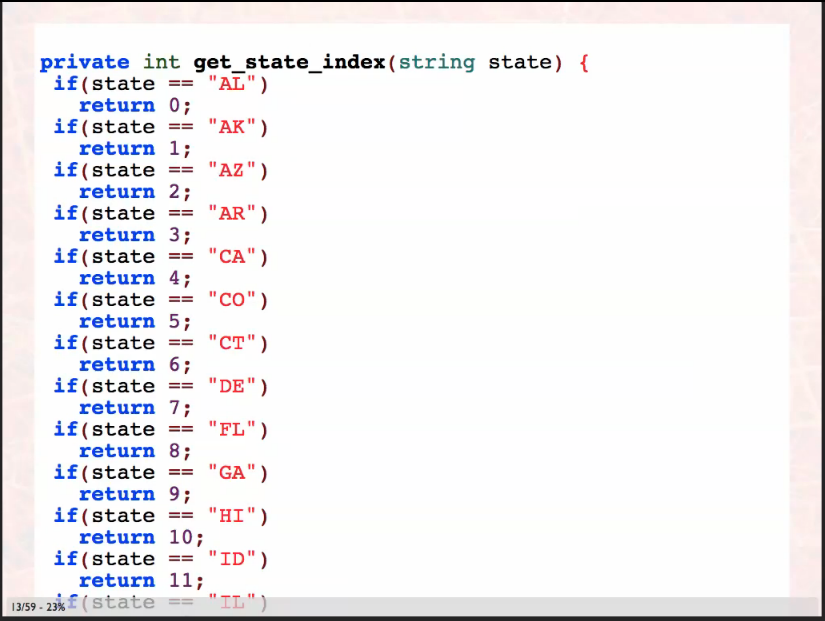 private int get_state_index(string state) {
if(state == "AL")
return 0;
if(state == "AK")
return 1;
if(state == "AZ")
return 2;
if(state == "AR")
return 3;
if(state == "CA")
return 4;
if(state == "CO")
return 5;
if(state == "CT")
return 6;
if(state == "DE")
return 7;
if(state == "FL")
return 8;
if(state == "GA")
return 9;
if(state == "HI")
return 10;
if(state == "ID")
return 11;
if(state == "IL")
13/59 - 23%